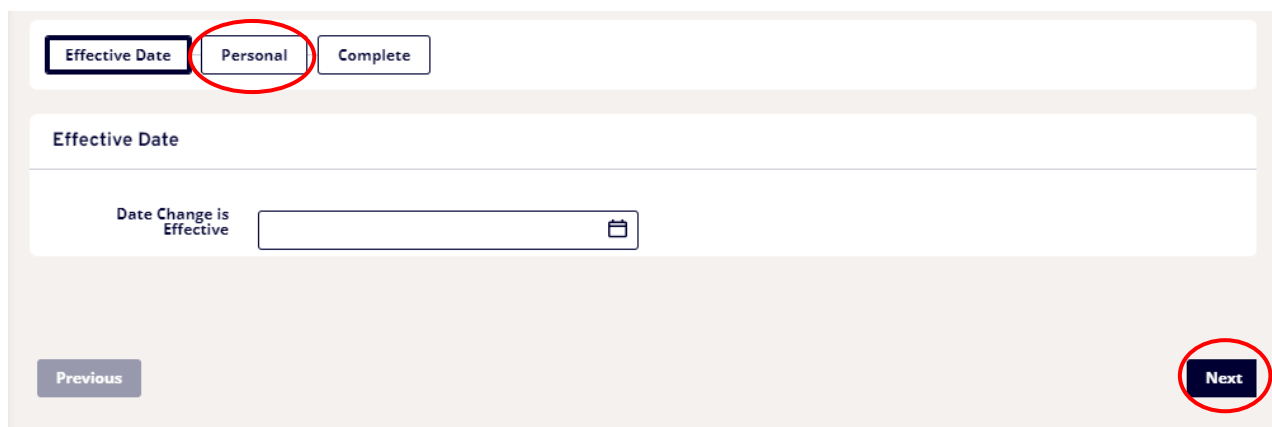 Effective Date Personal Complete
Effective Date
Date Change is
Effective
Previous Next